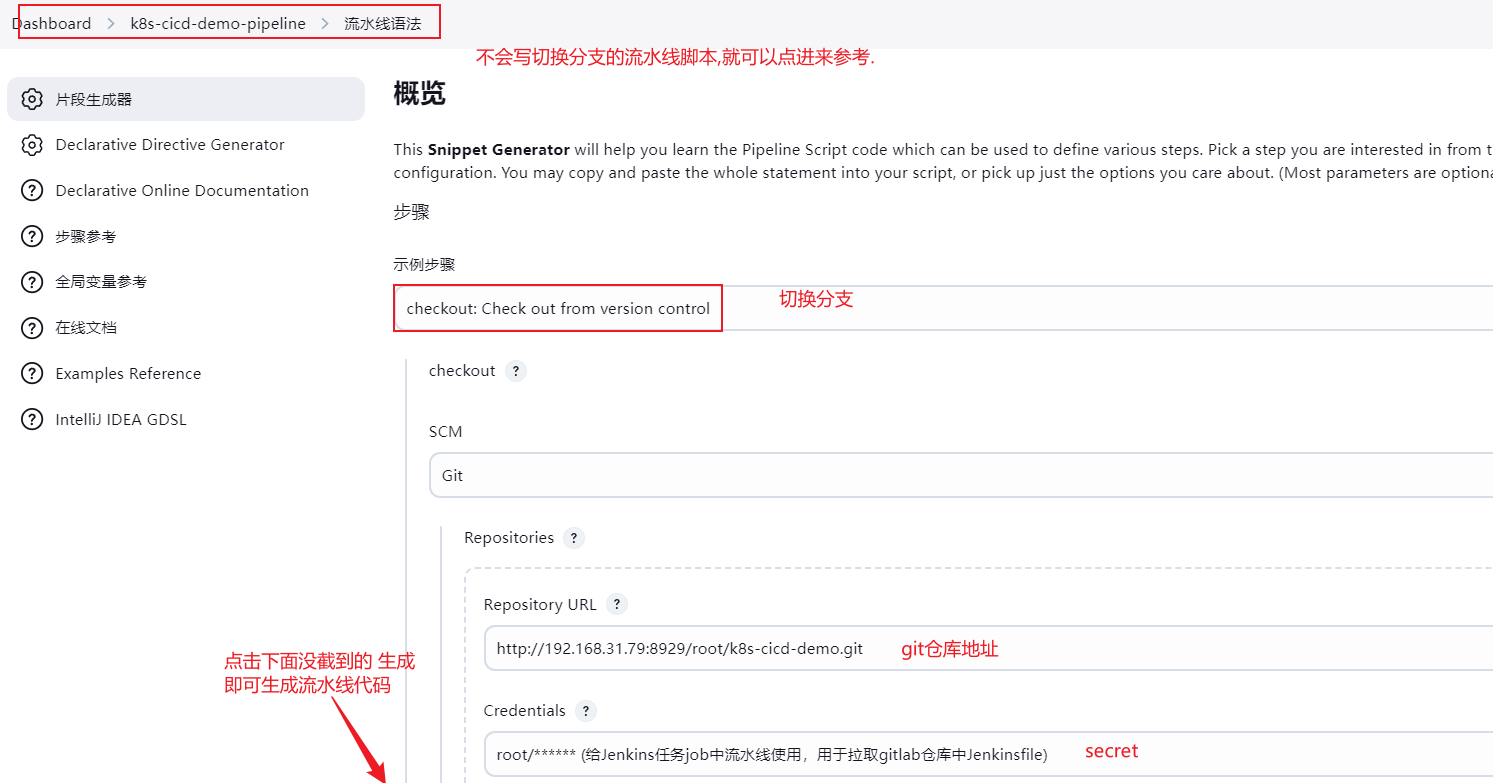 Dashboard > k8s-cicd-demo-pipeline > 流水线语法
不会写切换分支的流水线脚本,就可以点进来参考.
片段生成器
Declarative Directive Generator
Declarative Online Documentation
步骤参考
全局变量参考
在线文档
Examples Reference
IntelliJ IDEA GDSL
概览
This Snippet Generator will help you learn the Pipeline Script code which can be used to define various steps. Pick a step you are interested in from
configuration. You may copy and paste the whole statement into your script, or pick up just the options you care about. (Most parameters are
步骤
示例步骤
checkout: Check out from version control
切换分支
checkout ?
SCM
Git
Repositories ?
Repository URL ?
http://192.168.31.79:8929/root/k8s-cicd-demo.git
git仓库地址
点击下面没截到的 生成
即可生成流水线代码
Credentials ?
root/****** (给Jenkins任务job中流水线使用，用于拉取gitlab仓库中Jenkinsfile)
secret